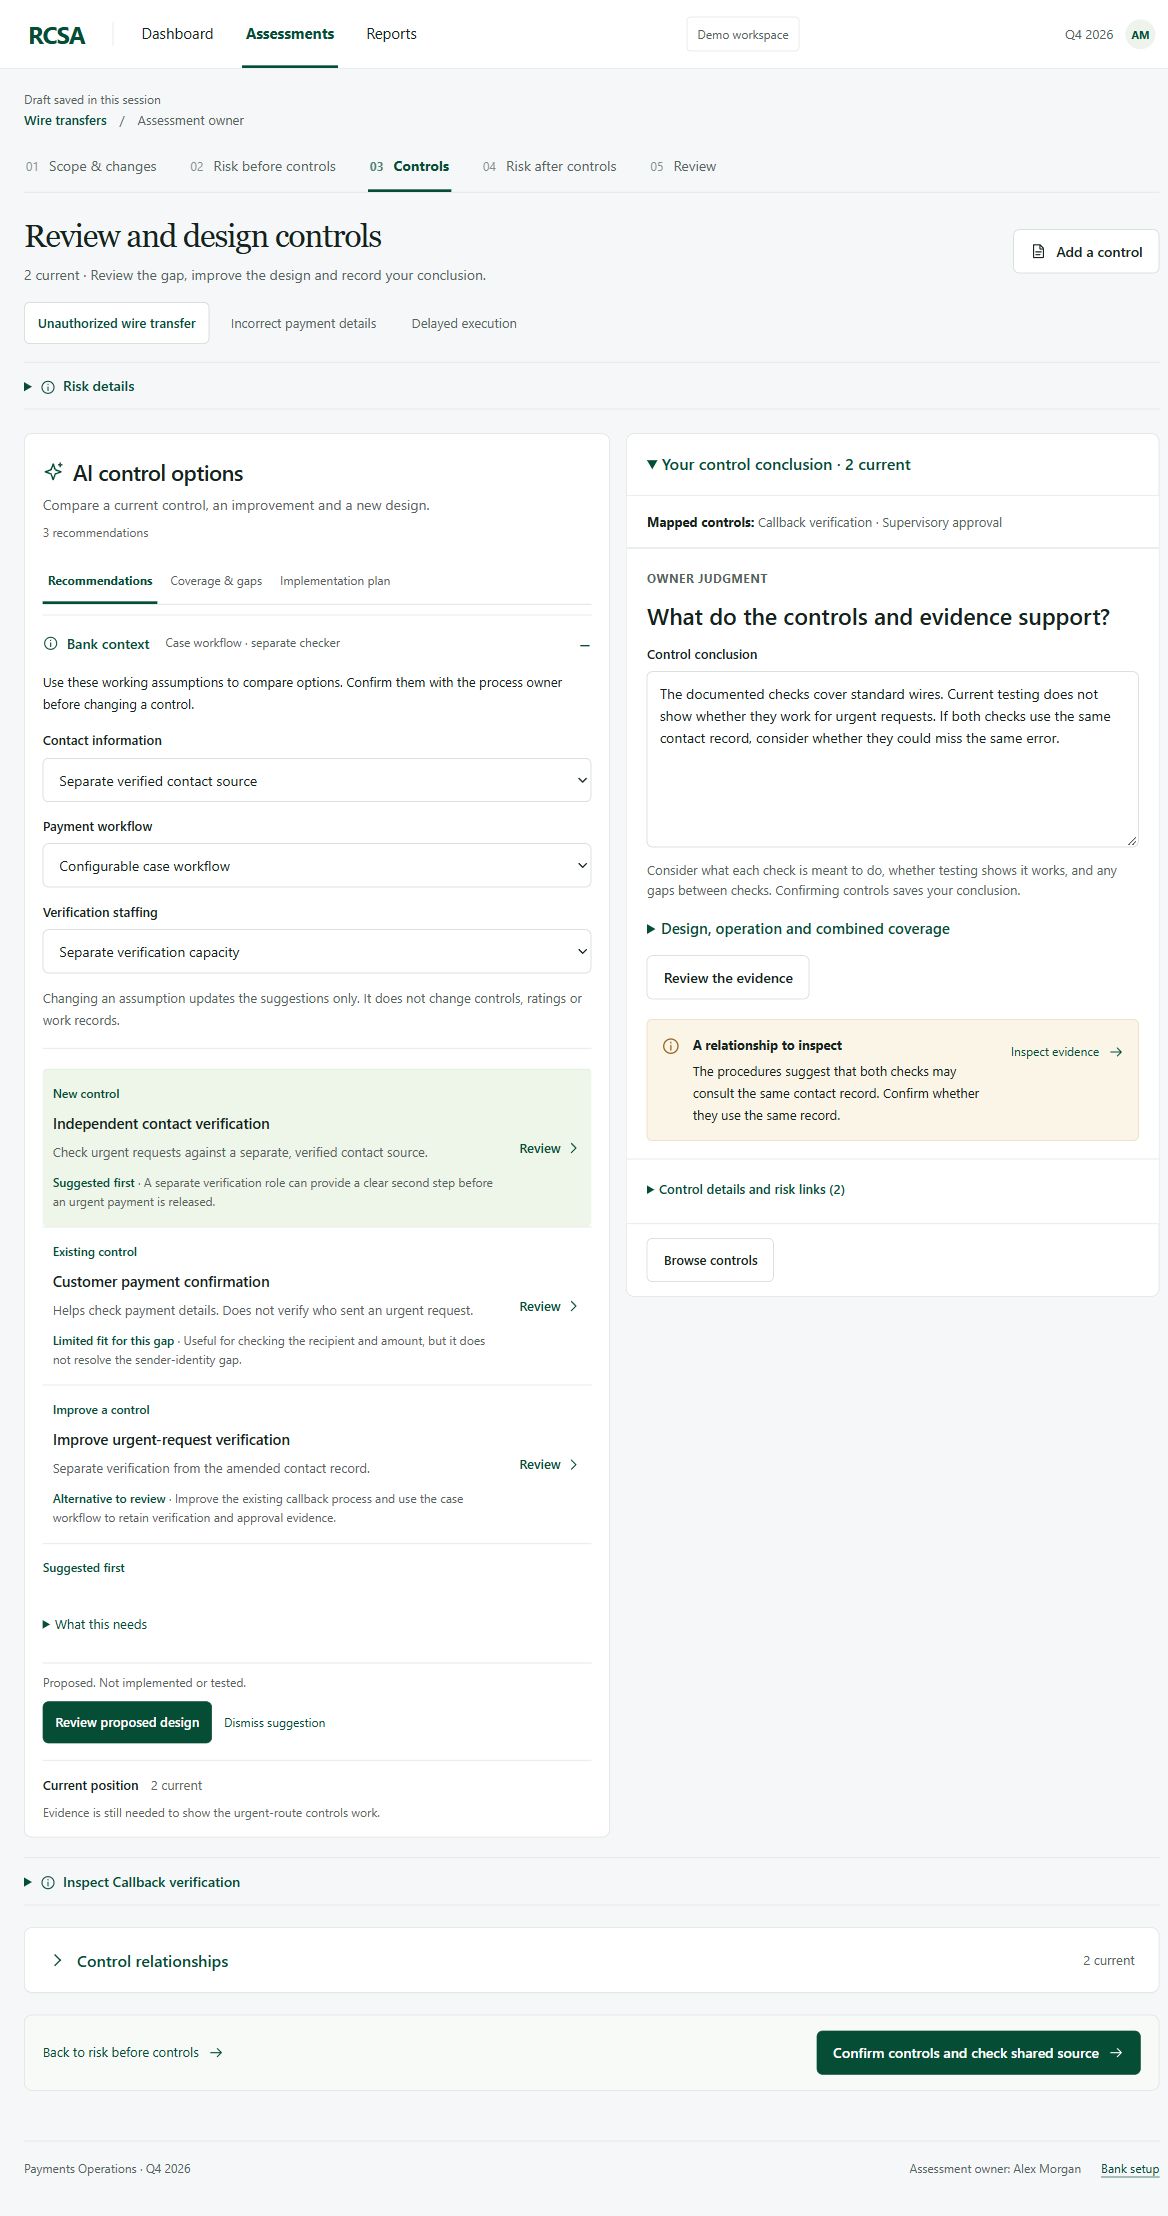 RCSA
Dashboard
Assessments
Reports
Demo workspace
Q4 2026
AM
Draft saved in this session
Wire transfers / Assessment owner
01 Scope & changes
02 Risk before controls
03 Controls
04 Risk after controls
05 Review
Review and design controls
2 current · Review the gap, improve the design and record your conclusion.
Add a control
Unauthorized wire transfer
Incorrect payment details
Delayed execution
Risk details
AI control options
Compare a current control, an improvement and a new design.
3 recommendations
Recommendations
Coverage & gaps
Implementation plan
Bank context
Case workflow · separate checker
Use these working assumptions to compare options. Confirm them with the process owner
before changing a control.
Contact information
Separate verified contact source
Payment workflow
Configurable case workflow
Verification staffing
Separate verification capacity
Changing an assumption updates the suggestions only. It does not change controls, ratings or
work records.
New control
Independent contact verification
Check urgent requests against a separate, verified contact source.
Suggested first · A separate verification role can provide a clear second step before
an urgent payment is released.
Review
Existing control
Customer payment confirmation
Helps check payment details. Does not verify who sent an urgent request.
Limited fit for this gap · Useful for checking the recipient and amount, but it does
not resolve the sender-identity gap.
Review
Improve a control
Improve urgent-request verification
Separate verification from the amended contact record.
Alternative to review · Improve the existing callback process and use the case
workflow to retain verification and approval evidence.
Review
Suggested first
What this needs
Proposed. Not implemented or tested.
Review proposed design
Dismiss suggestion
Current position 2 current
Evidence is still needed to show the urgent-route controls work.
Your control conclusion · 2 current
Mapped controls: Callback verification · Supervisory approval
OWNER JUDGMENT
What do the controls and evidence support?
Control conclusion
The documented checks cover standard wires. Current testing does not
show whether they work for urgent requests. If both checks use the same
contact record, consider whether they could miss the same error.
Consider what each check is meant to do, whether testing shows it works, and any
gaps between checks. Confirming controls saves your conclusion.
Design, operation and combined coverage
Review the evidence
A relationship to inspect
The procedures suggest that both checks may
consult the same contact record. Confirm whether
they use the same record.
Inspect evidence
Control details and risk links (2)
Browse controls
Inspect Callback verification
Control relationships
2 current
Back to risk before controls
Confirm controls and check shared source
Payments Operations · Q4 2026
Assessment owner: Alex Morgan
Bank setup